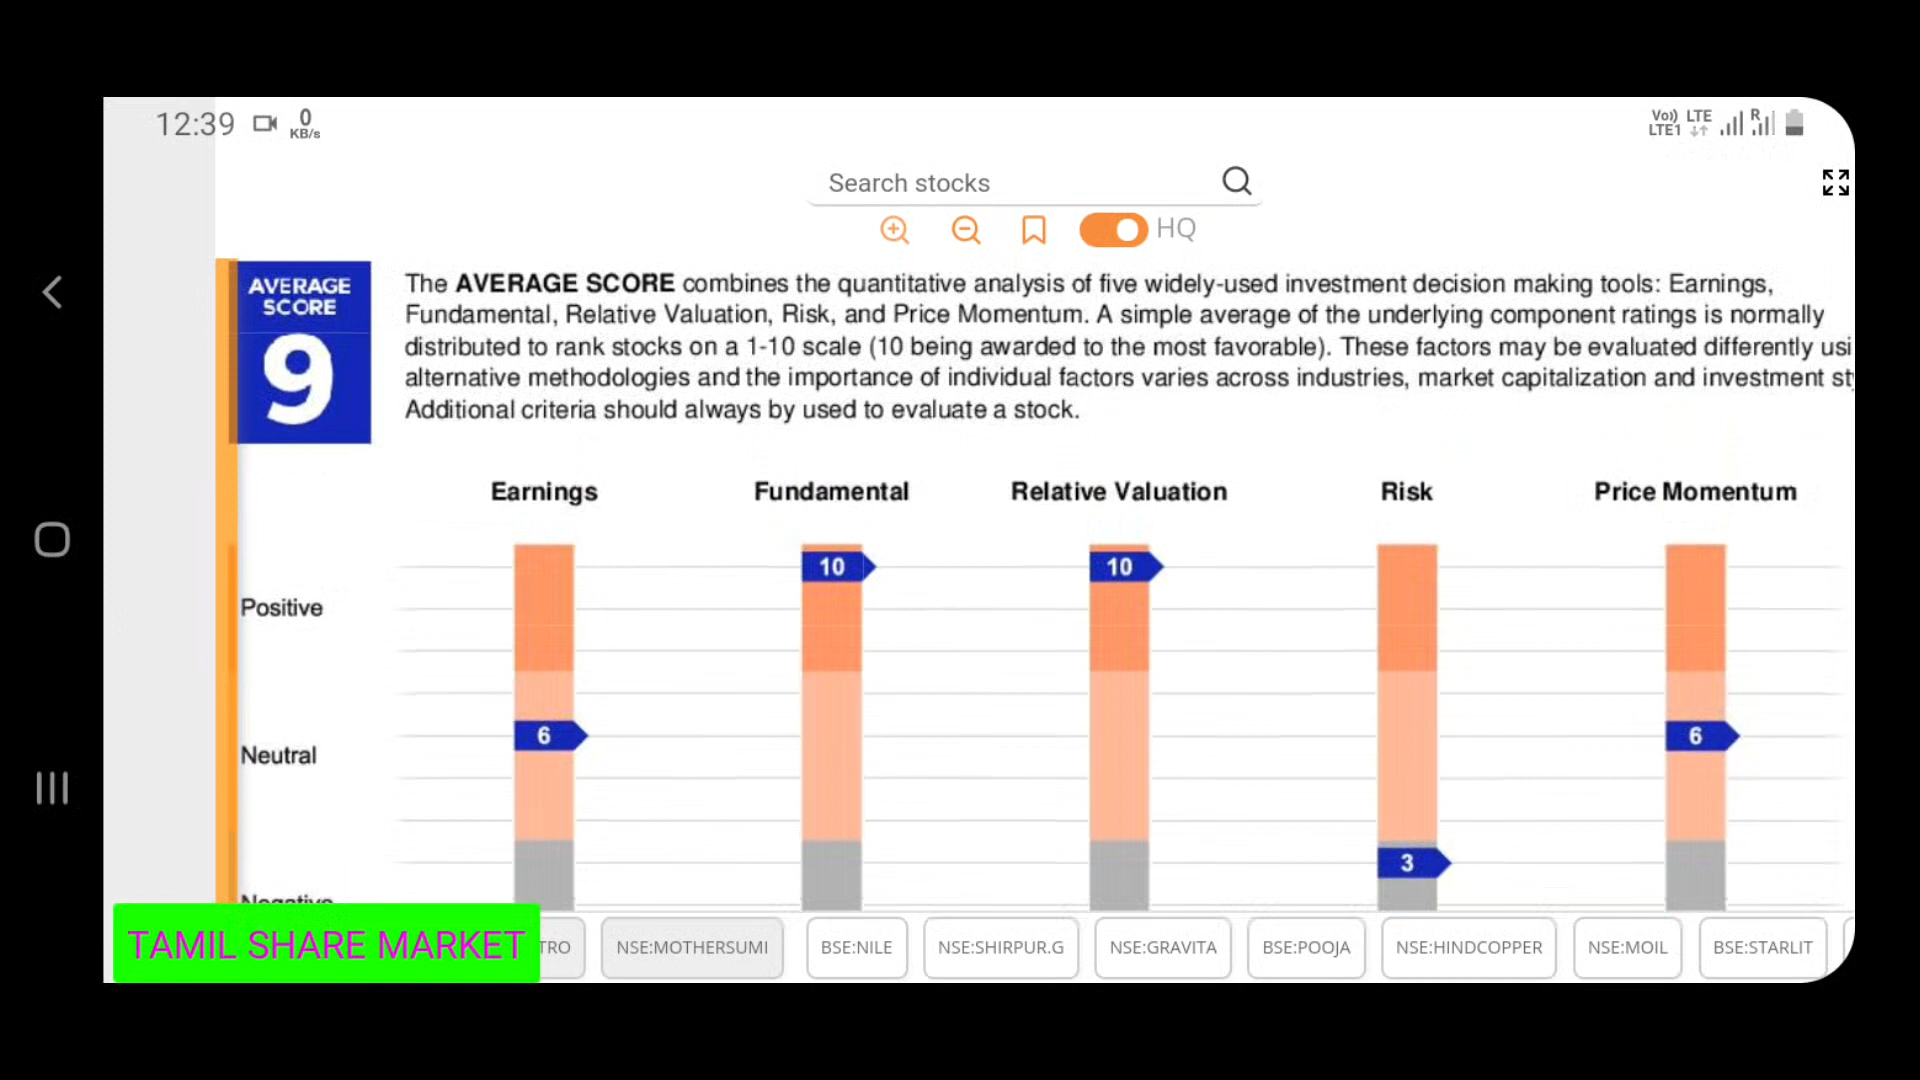 12:39 0 KB/s Vo)) LTE1 LTE R
Search stocks
HQ
AVERAGE SCORE 9
The AVERAGE SCORE combines the quantitative analysis of five widely-used investment decision making tools: Earnings,
Fundamental, Relative Valuation, Risk, and Price Momentum. A simple average of the underlying component ratings is normally
distributed to rank stocks on a 1-10 scale (10 being awarded to the most favorable). These factors may be evaluated differently usi
alternative methodologies and the importance of individual factors varies across industries, market capitalization and investment st
Additional criteria should always by used to evaluate a stock.
Earnings Fundamental Relative Valuation Risk Price Momentum
10 10
Positive
6 6
Neutral
3
Negative
TAMIL SHARE MARKET TRO NSE:MOTHERSUMI BSE:NILE NSE:SHIRPUR.G NSE:GRAVITA BSE:POOJA NSE:HINDCOPPER NSE:MOIL BSE:STARLIT